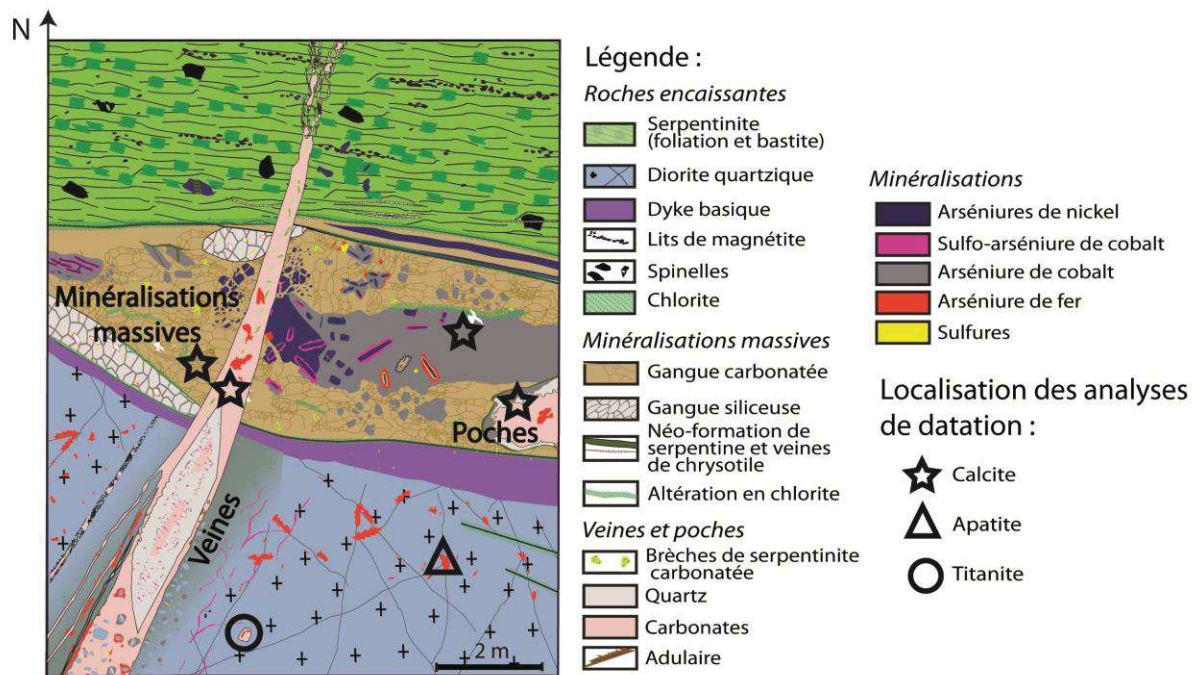 N
Minéralisations
massives
Poches
Veines
2 m
Légende :
Roches encaissantes
Serpentinite
(foliation et bastite)
Diorite quartzique
Dyke basique
Lits de magnétite
Spinelles
Chlorite
Minéralisations massives
Gangue carbonatée
Gangue siliceuse
Néo-formation de
serpentine et veines
de chrysotile
Altération en chlorite
Veines et poches
Brèches de serpentinite
carbonatée
Quartz
Carbonates
Adulaire
Minéralisations
Arséniures de nickel
Sulfo-arséniure de cobalt
Arséniure de cobalt
Arséniure de fer
Sulfures
Localisation des analyses
de datation :
Calcite
Apatite
Titanite